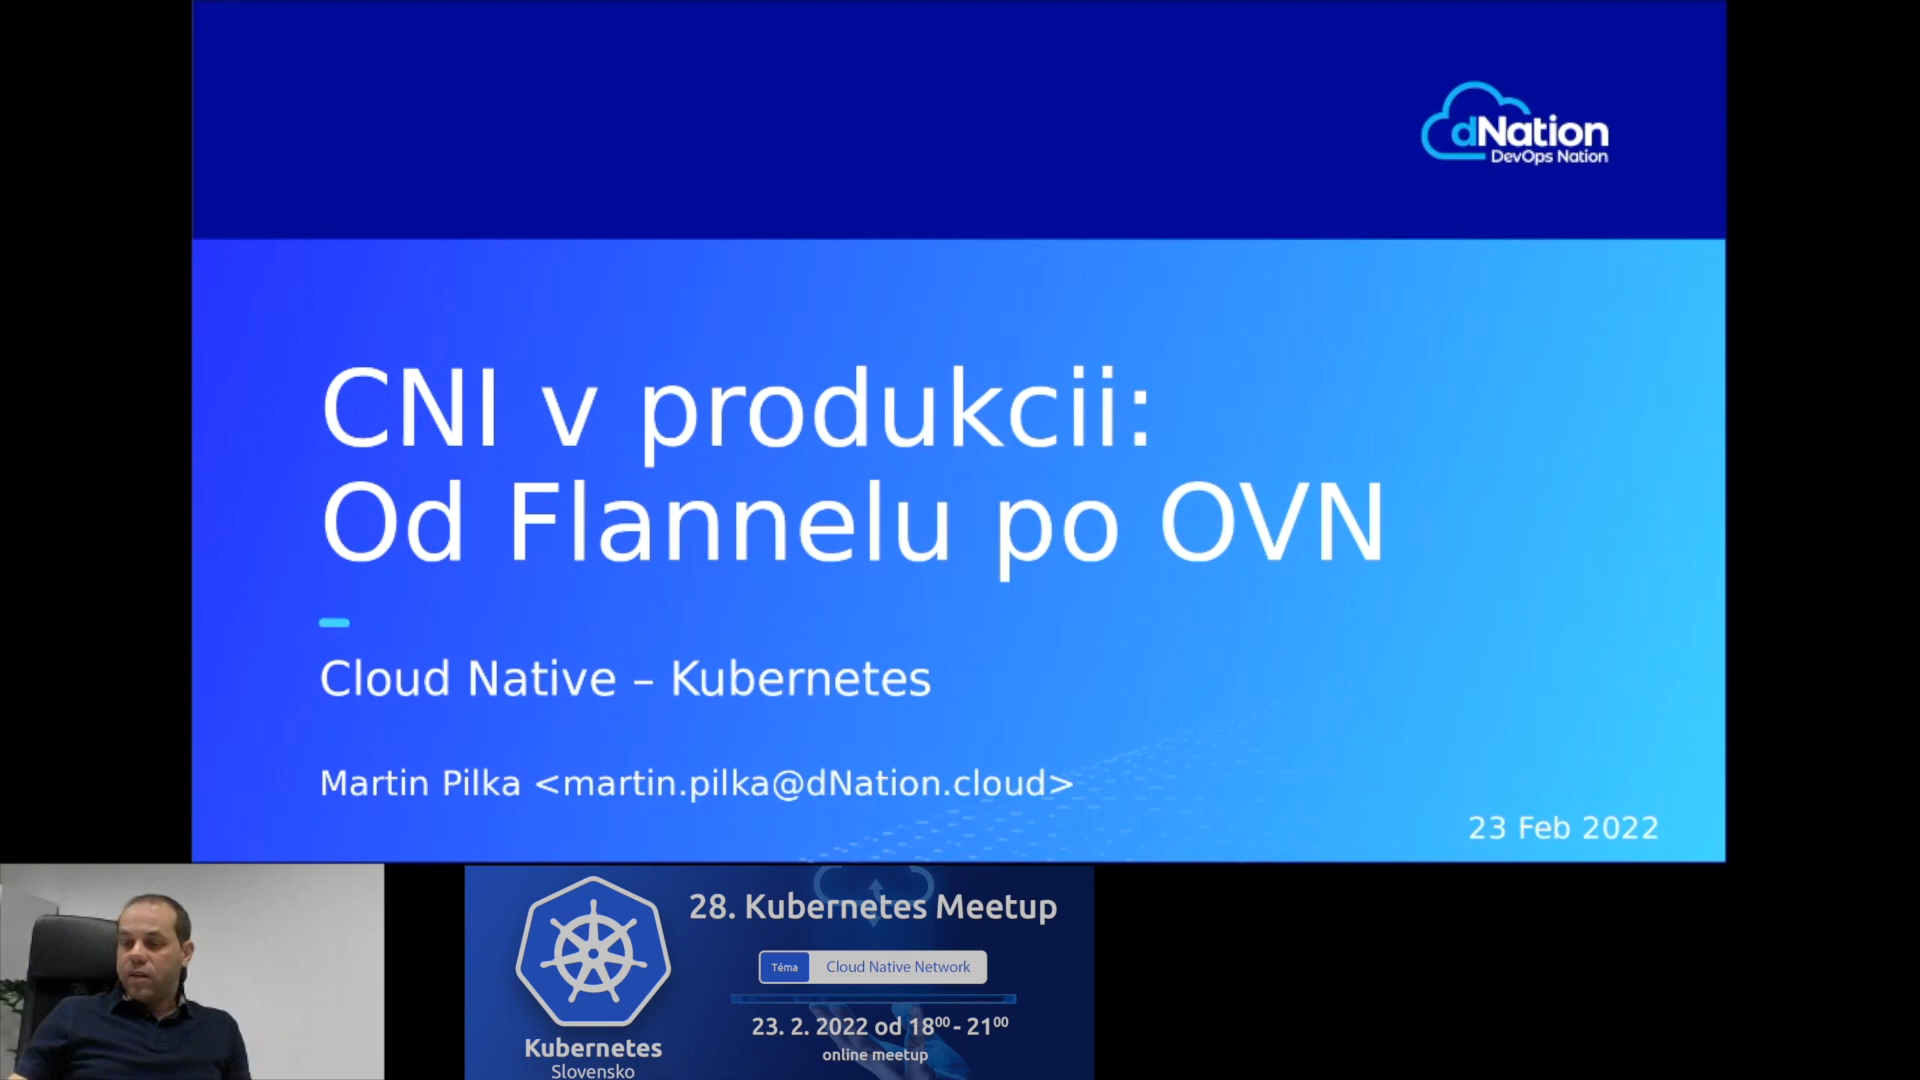 dNation
DevOps Nation
CNI v produkcii:
Od Flannelu po OVN
Cloud Native – Kubernetes
Martin Pilka <martin.pilka@dNation.cloud>
23 Feb 2022
28. Kubernetes Meetup
Téma Cloud Native Network
23. 2. 2022 od 18⁰⁰ - 21⁰⁰
online meetup
Kubernetes
Slovensko